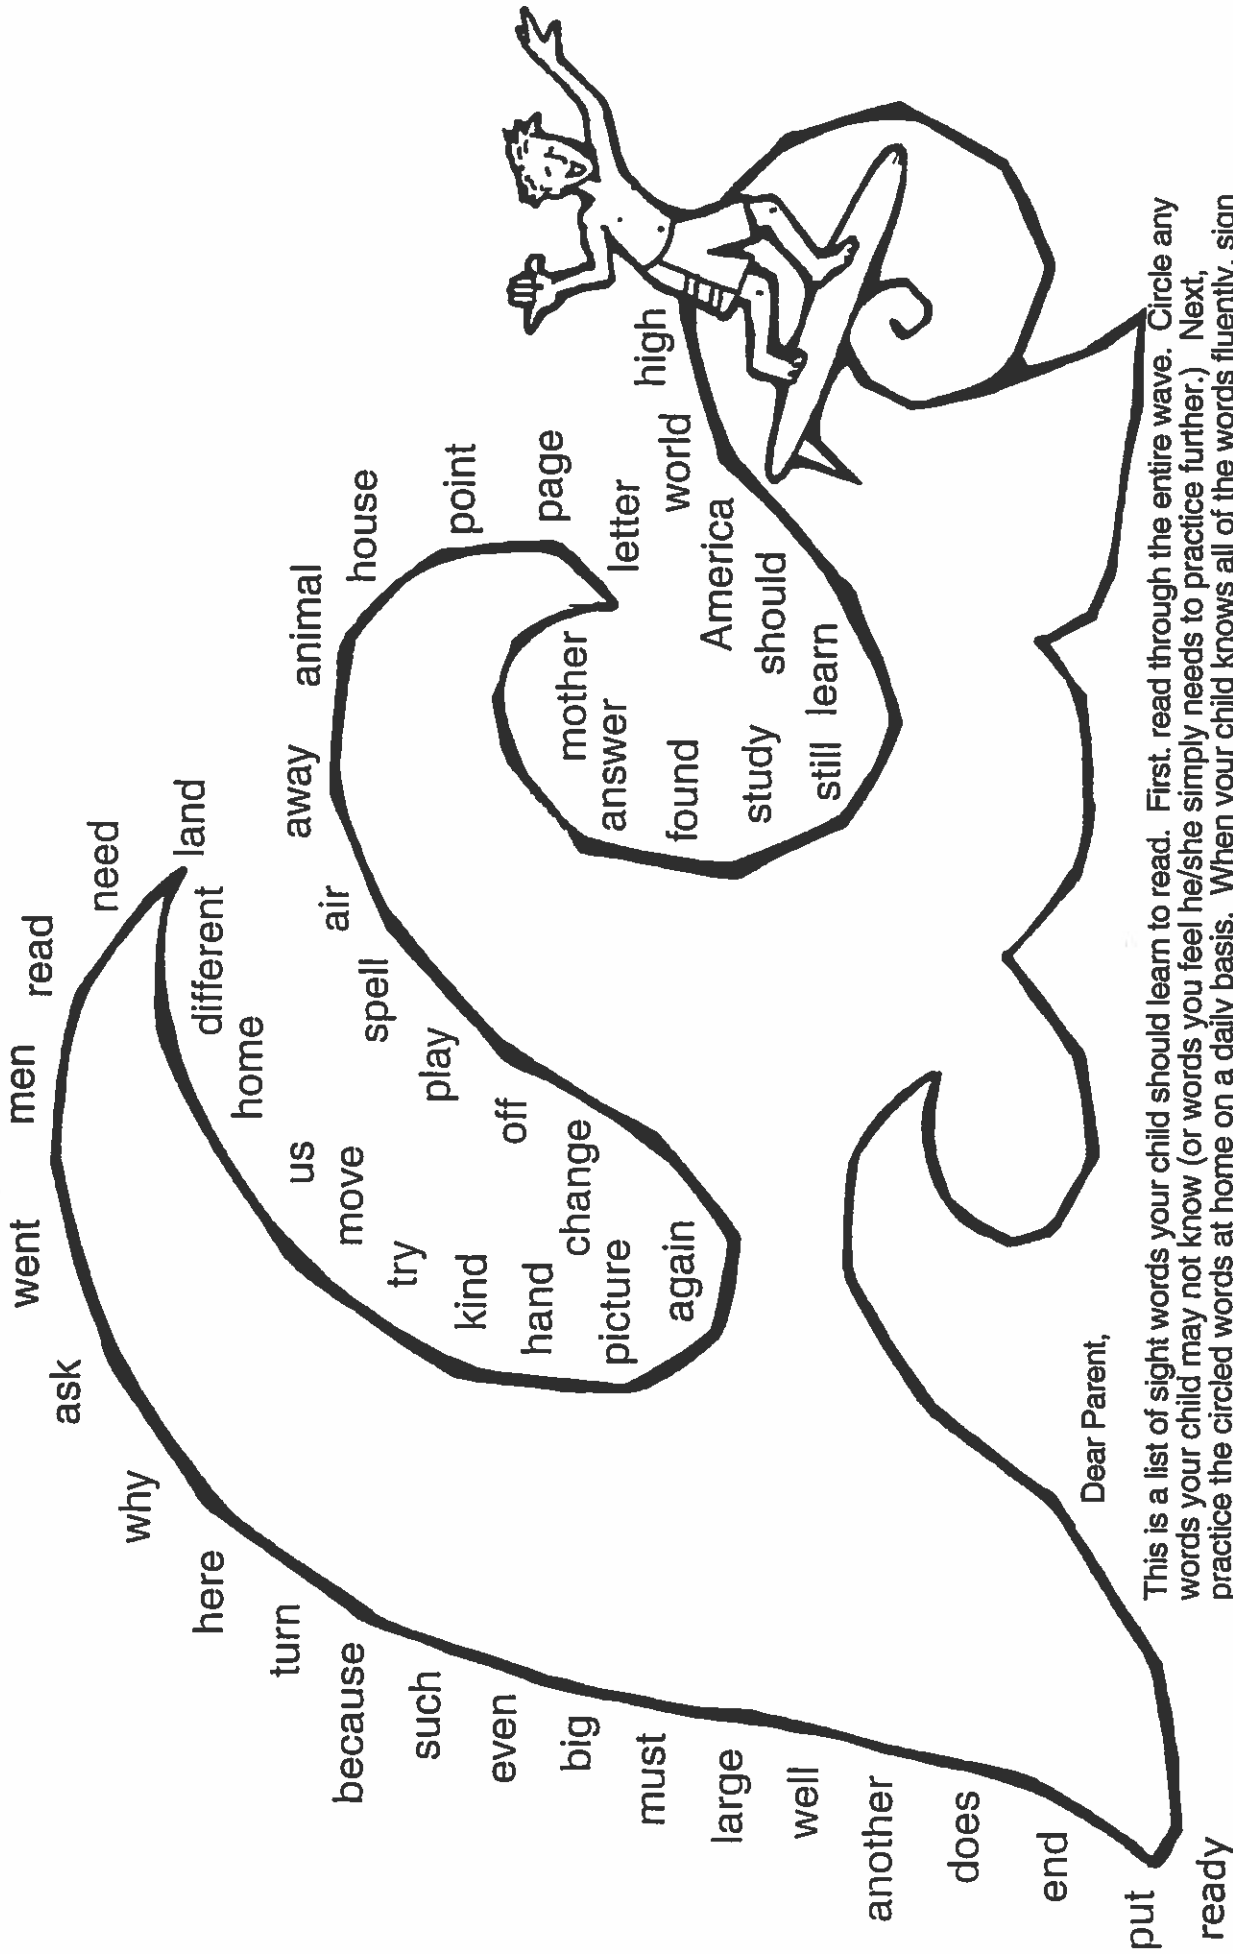 ready
put
end
does
another
well
large
must
big
even
such
because
turn
here
why
ask
went
men
read
need
land
different
home
us
move
try
kind
hand
picture
again
change
off
play
spell
air
away
animal
house
point
page
letter
mother
answer
found
study
still
learn
should
America
world
high
Dear Parent,
This is a list of sight words your child should learn to read. First. read through the entire wave. Circle any
words your child may not know (or words you feel he/she simply needs to practice further.) Next,
practice the circled words at home on a daily basis. When your child knows all of the words fluently, sign